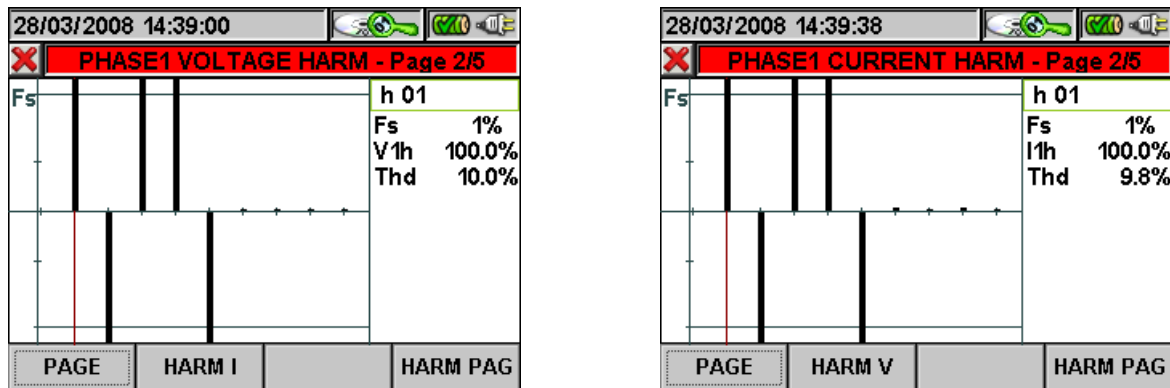 28/03/2008 14:39:00
PHASE1 VOLTAGE HARM - Page 2/5
Fs
h 01
Fs 1%
V1h 100.0%
Thd 10.0%
PAGE HARM I HARM PAG
28/03/2008 14:39:38
PHASE1 CURRENT HARM - Page 2/5
Fs
h 01
Fs 1%
I1h 100.0%
Thd 9.8%
PAGE HARM V HARM PAG